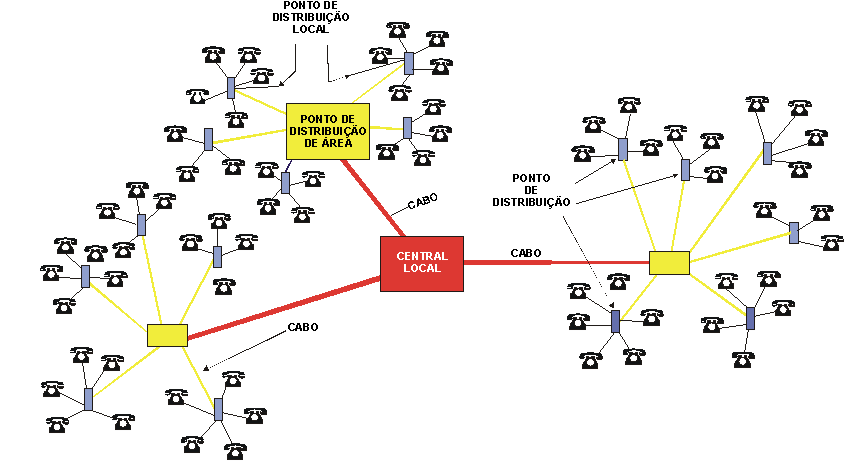 PONTO DE
DISTRIBUIÇÃO
LOCAL
PONTO DE
DISTRIBUIÇÃO
DE ÁREA
PONTO
DE
DISTRIBUIÇÃO
CABO
CENTRAL
LOCAL
CABO
CABO